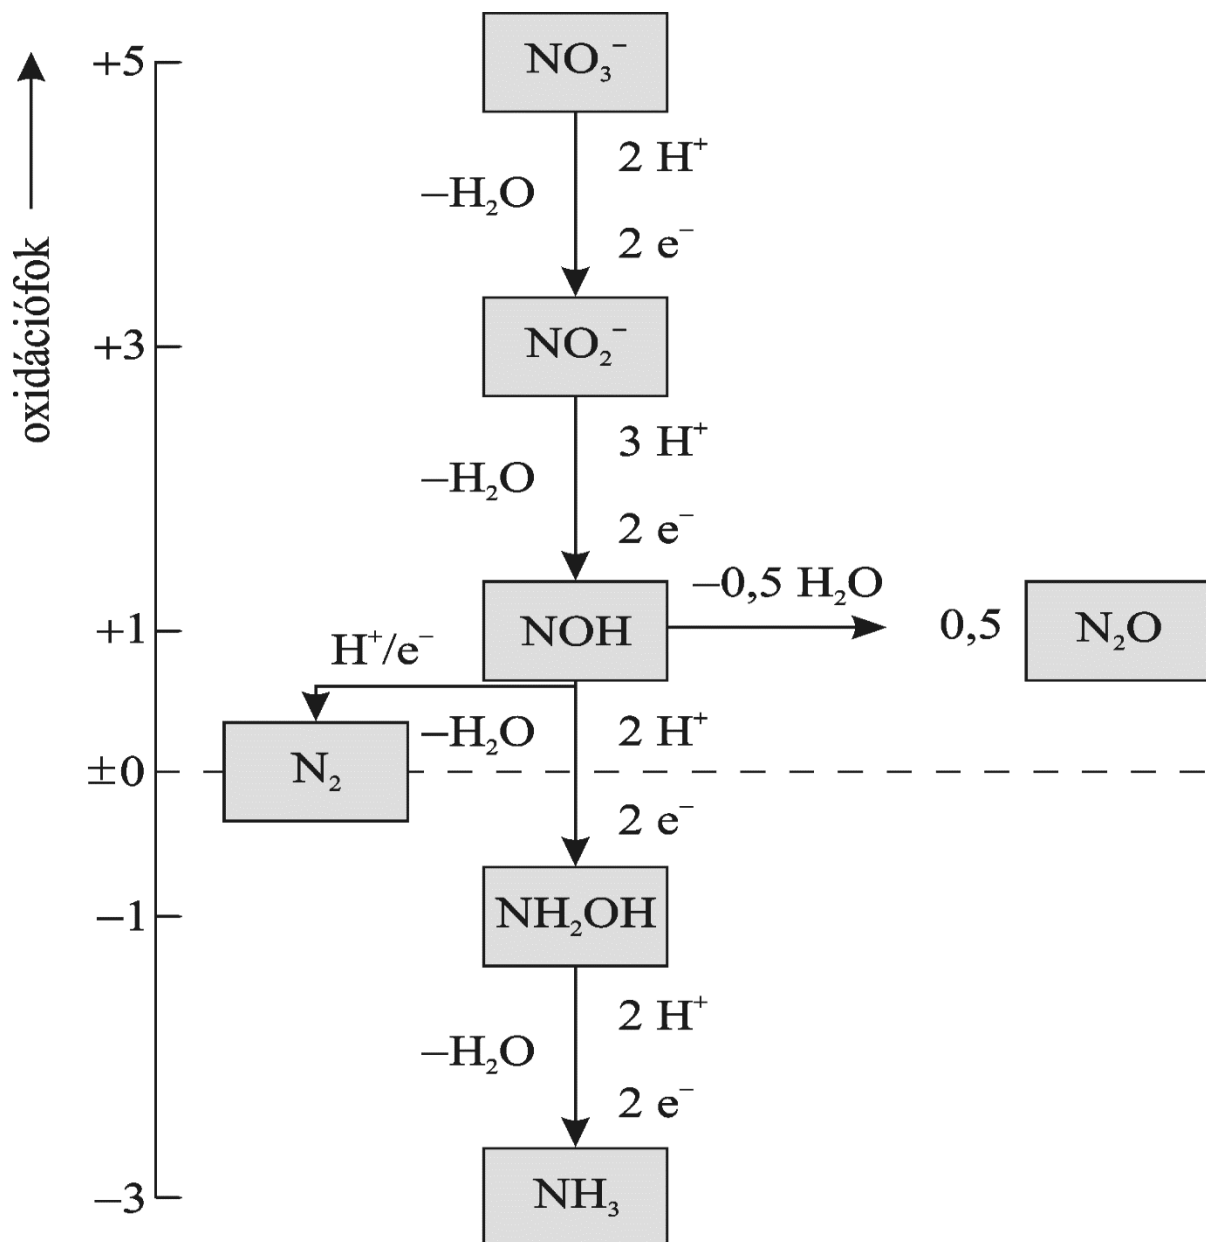 oxidációfok
+5
NO₃⁻
2 H⁺
–H₂O
2 e⁻
+3
NO₂⁻
3 H⁺
–H₂O
2 e⁻
+1
NOH
–0,5 H₂O
0,5
N₂O
H⁺/e⁻
–H₂O
2 H⁺
±0
N₂
2 e⁻
–1
NH₂OH
2 H⁺
–H₂O
2 e⁻
–3
NH₃